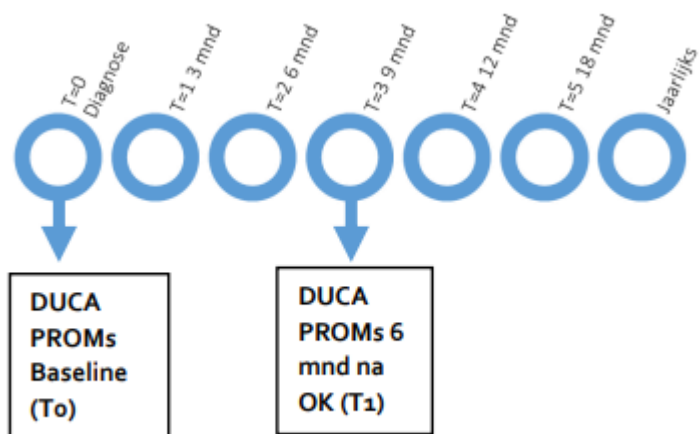 T=0
Diagnose
T=1 3 mnd
T=2 6 mnd
T=3 9 mnd
T=4 12 mnd
T=5 18 mnd
Jaarlijks
DUCA
PROMs
Baseline
(T0)
DUCA
PROMs 6
mnd na
OK (T1)